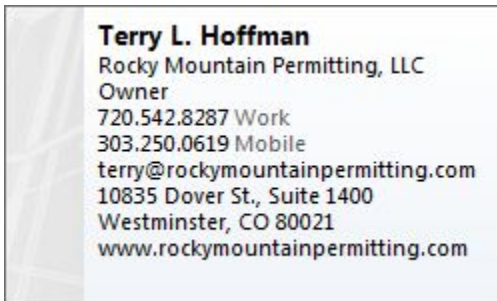 Terry L. Hoffman
Rocky Mountain Permitting, LLC
Owner
720.542.8287 Work
303.250.0619 Mobile
terry@rockymountainpermitting.com
10835 Dover St., Suite 1400
Westminster, CO 80021
www.rockymountainpermitting.com